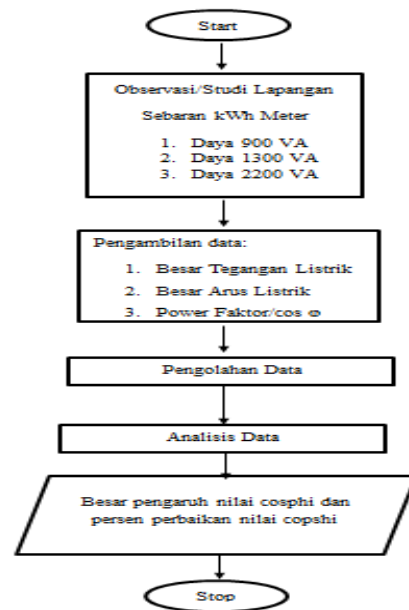 Start
Observasi/Studi Lapangan
Sebaran kWh Meter
1. Daya 900 VA
2. Daya 1300 VA
3. Daya 2200 VA
Pengambilan data:
1. Besar Tegangan Listrik
2. Besar Arus Listrik
3. Power Faktor/cos φ
Pengolahan Data
Analisis Data
Besar pengaruh nilai cosphi dan
persen perbaikan nilai copshi
Stop